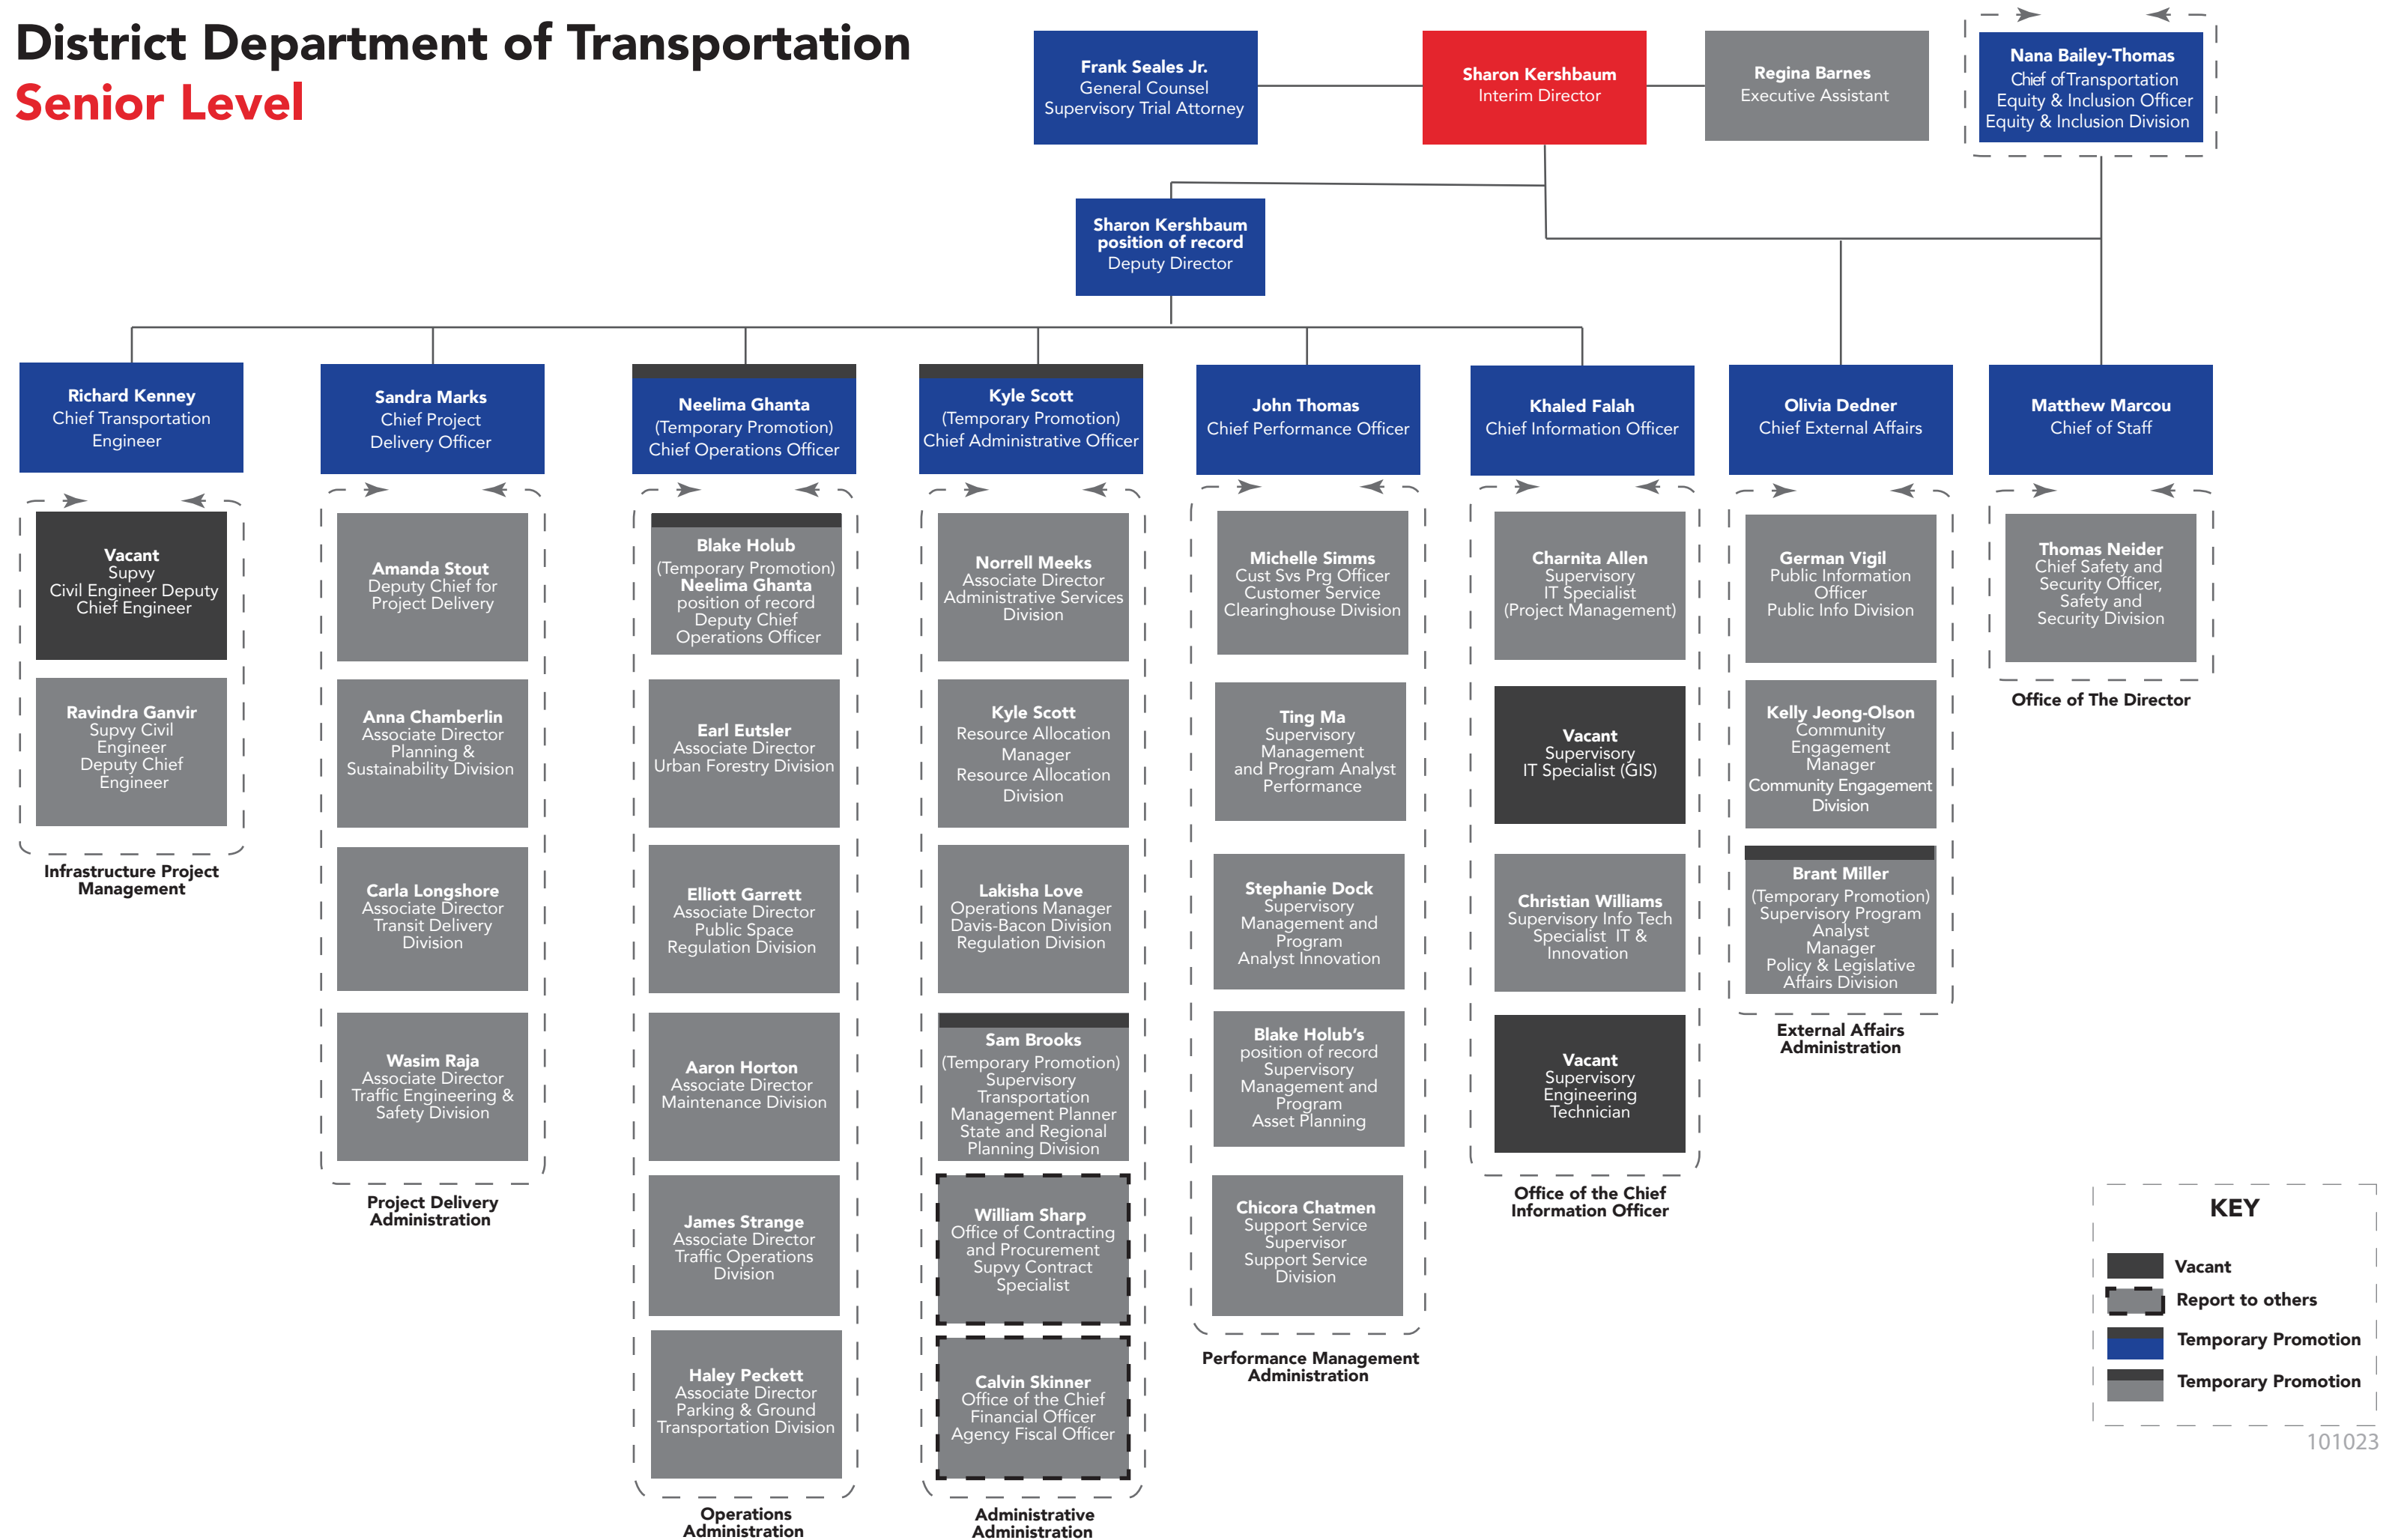 District Department of Transportation
Senior Level
Frank Seales Jr.
General Counsel
Supervisory Trial Attorney
Sharon Kershbaum
Interim Director
Regina Barnes
Executive Assistant
Nana Bailey-Thomas
Chief of Transportation
Equity & Inclusion Officer
Equity & Inclusion Division
Sharon Kershbaum
position of record
Deputy Director
Richard Kenney
Chief Transportation
Engineer
Sandra Marks
Chief Project
Delivery Officer
Neelima Ghanta
(Temporary Promotion)
Chief Operations Officer
Kyle Scott
(Temporary Promotion)
Chief Administrative Officer
John Thomas
Chief Performance Officer
Khaled Falah
Chief Information Officer
Olivia Dedner
Chief External Affairs
Matthew Marcou
Chief of Staff
Vacant
Supvy
Civil Engineer Deputy
Chief Engineer
Ravindra Ganvir
Supvy Civil
Engineer
Deputy Chief
Engineer
Infrastructure Project
Management
Amanda Stout
Deputy Chief for
Project Delivery
Anna Chamberlin
Associate Director
Planning &
Sustainability Division
Carla Longshore
Associate Director
Transit Delivery
Division
Wasim Raja
Associate Director
Traffic Engineering &
Safety Division
Project Delivery
Administration
Blake Holub
(Temporary Promotion)
Neelima Ghanta
position of record
Deputy Chief
Operations Officer
Earl Eutsler
Associate Director
Urban Forestry Division
Elliott Garrett
Associate Director
Public Space
Regulation Division
Aaron Horton
Associate Director
Maintenance Division
James Strange
Associate Director
Traffic Operations
Division
Haley Peckett
Associate Director
Parking & Ground
Transportation Division
Operations
Administration
Norrell Meeks
Associate Director
Administrative Services
Division
Kyle Scott
Resource Allocation
Manager
Resource Allocation
Division
Lakisha Love
Operations Manager
Davis-Bacon Division
Regulation Division
Sam Brooks
(Temporary Promotion)
Supervisory
Transportation
Management Planner
State and Regional
Planning Division
William Sharp
Office of Contracting
and Procurement
Supvy Contract
Specialist
Calvin Skinner
Office of the Chief
Financial Officer
Agency Fiscal Officer
Administrative
Administration
Michelle Simms
Cust Svs Prg Officer
Customer Service
Clearinghouse Division
Ting Ma
Supervisory
Management
and Program Analyst
Performance
Stephanie Dock
Supervisory
Management and
Program
Analyst Innovation
Blake Holub’s
position of record
Supervisory
Management and
Program
Asset Planning
Chicora Chatmen
Support Service
Supervisor
Support Service
Division
Performance Management
Administration
Charnita Allen
Supervisory
IT Specialist
(Project Management)
Vacant
Supervisory
IT Specialist (GIS)
Christian Williams
Supervisory Info Tech
Specialist IT &
Innovation
Vacant
Supervisory
Engineering
Technician
Office of the Chief
Information Officer
German Vigil
Public Information
Officer
Public Info Division
Kelly Jeong-Olson
Community
Engagement
Manager
Community Engagement
Division
Brant Miller
(Temporary Promotion)
Supervisory Program
Analyst
Manager
Policy & Legislative
Affairs Division
External Affairs
Administration
Thomas Neider
Chief Safety and
Security Officer,
Safety and
Security Division
Office of The Director
KEY
Vacant
Report to others
Temporary Promotion
Temporary Promotion
101023